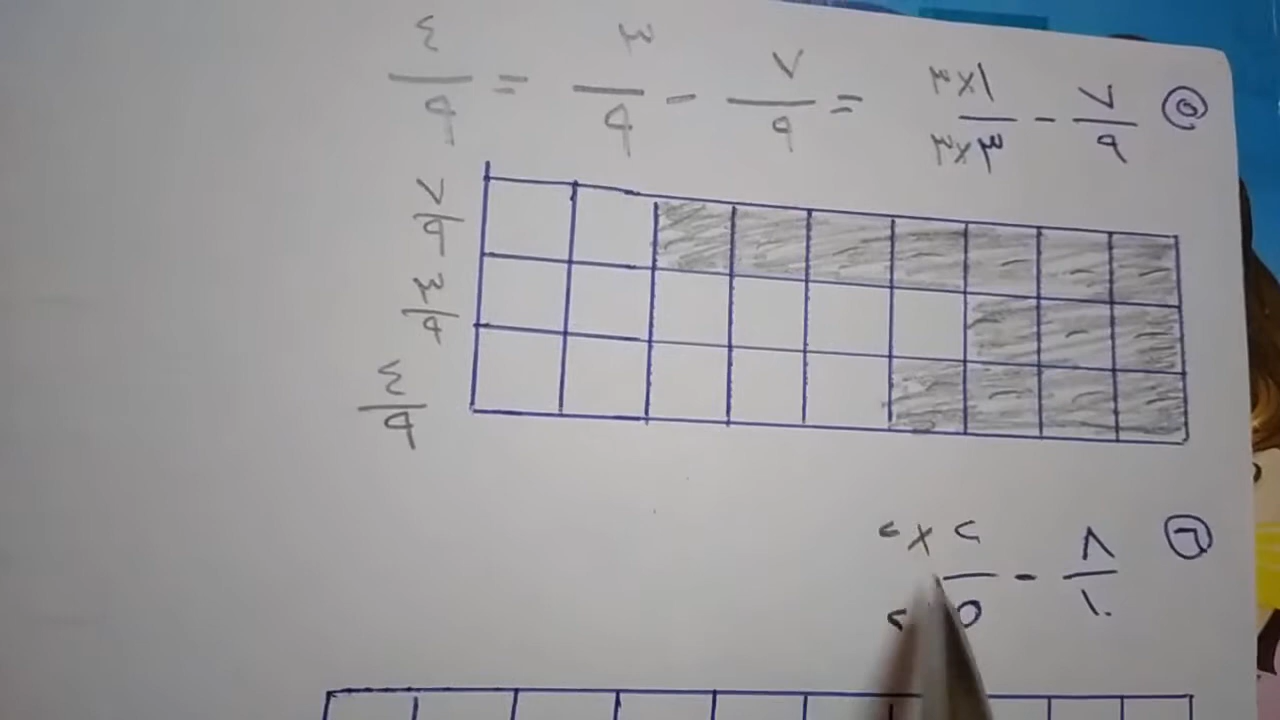 ٥ ٧/٩ - ١×٣/٣×٣ = ٧/٩ - ٣/٩ = ٤/٩
٧/٩
٣/٩
٤/٩
٦ ٨/١٠ - ٢×٢/٥ ٢